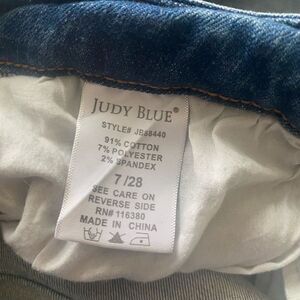 JUDY BLUE®
STYLE# JB88440
91% COTTON
7% POLYESTER
2% SPANDEX
7 /28
SEE CARE ON
REVERSE SIDE
RN# 116380
MADE IN CHINA